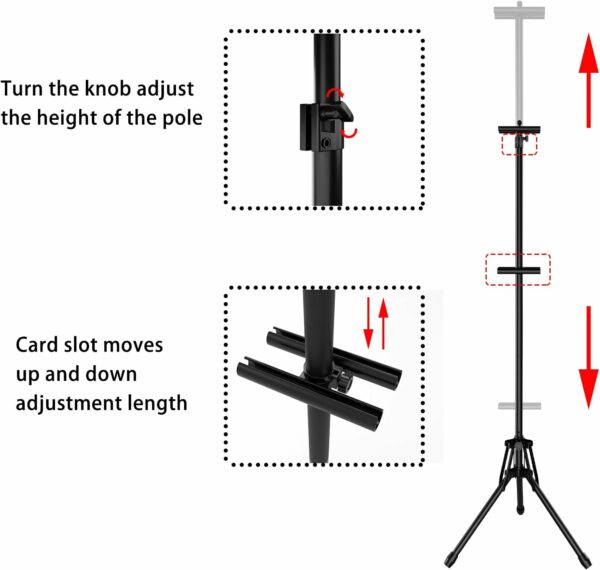 Turn the knob adjust
the height of the pole
Card slot moves
up and down
adjustment length